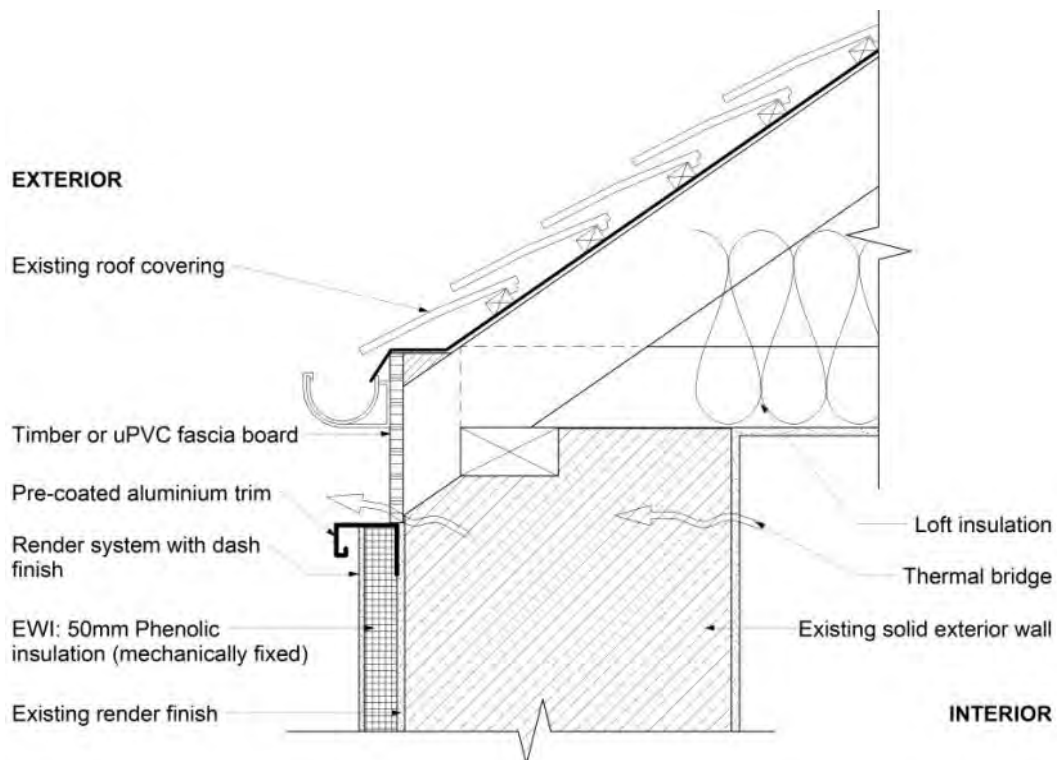 EXTERIOR
Existing roof covering
Timber or uPVC fascia board
Pre-coated aluminium trim
Render system with dash
finish
EWI: 50mm Phenolic
insulation (mechanically fixed)
Existing render finish
Loft insulation
Thermal bridge
Existing solid exterior wall
INTERIOR